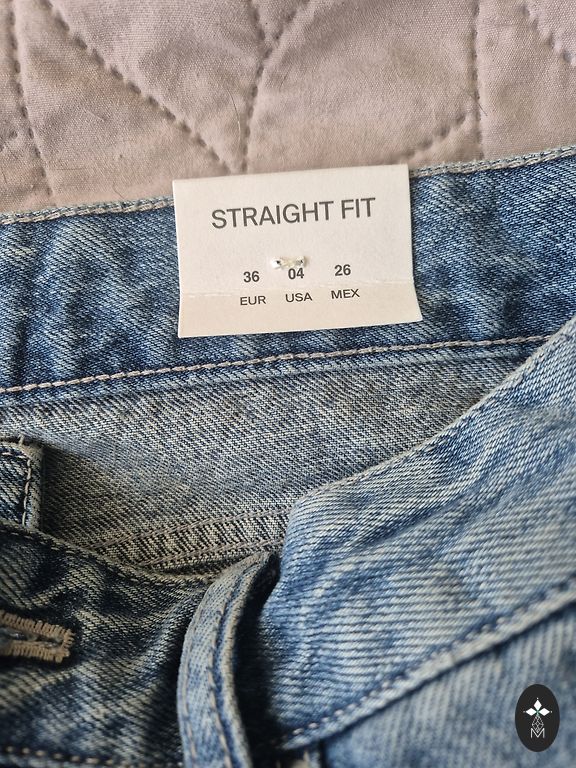 STRAIGHT FIT
36 04 26
EUR USA MEX
M